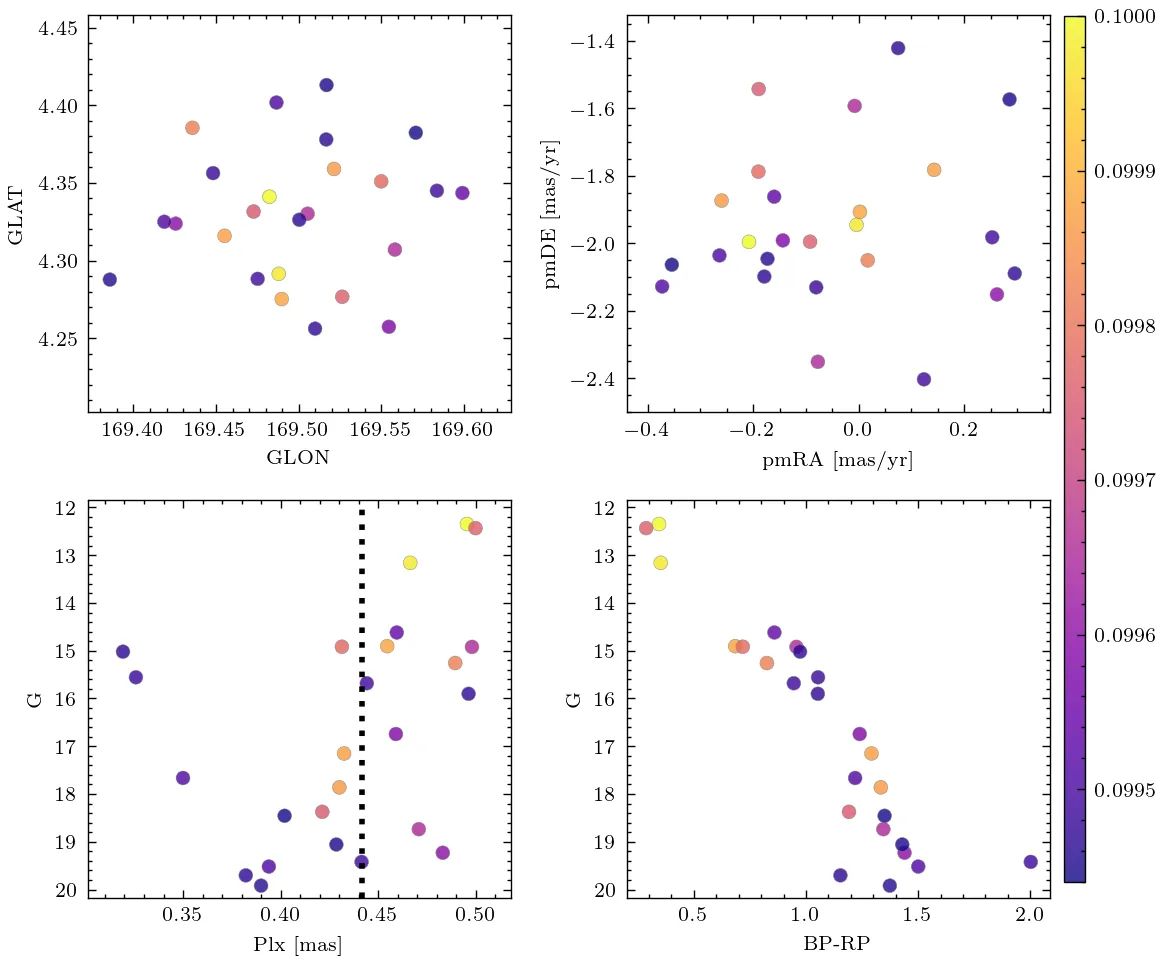 4.45
4.40
4.35
4.30
4.25
GLAT
169.40 169.45 169.50 169.55 169.60
GLON
−1.4
−1.6
−1.8
−2.0
−2.2
−2.4
pmDE [mas/yr]
−0.4 −0.2 0.0 0.2
pmRA [mas/yr]
0.1000
0.0999
0.0998
0.0997
0.0996
0.0995
12
13
14
15
16
17
18
19
20
G
0.35 0.40 0.45 0.50
Plx [mas]
12
13
14
15
16
17
18
19
20
G
0.5 1.0 1.5 2.0
BP-RP